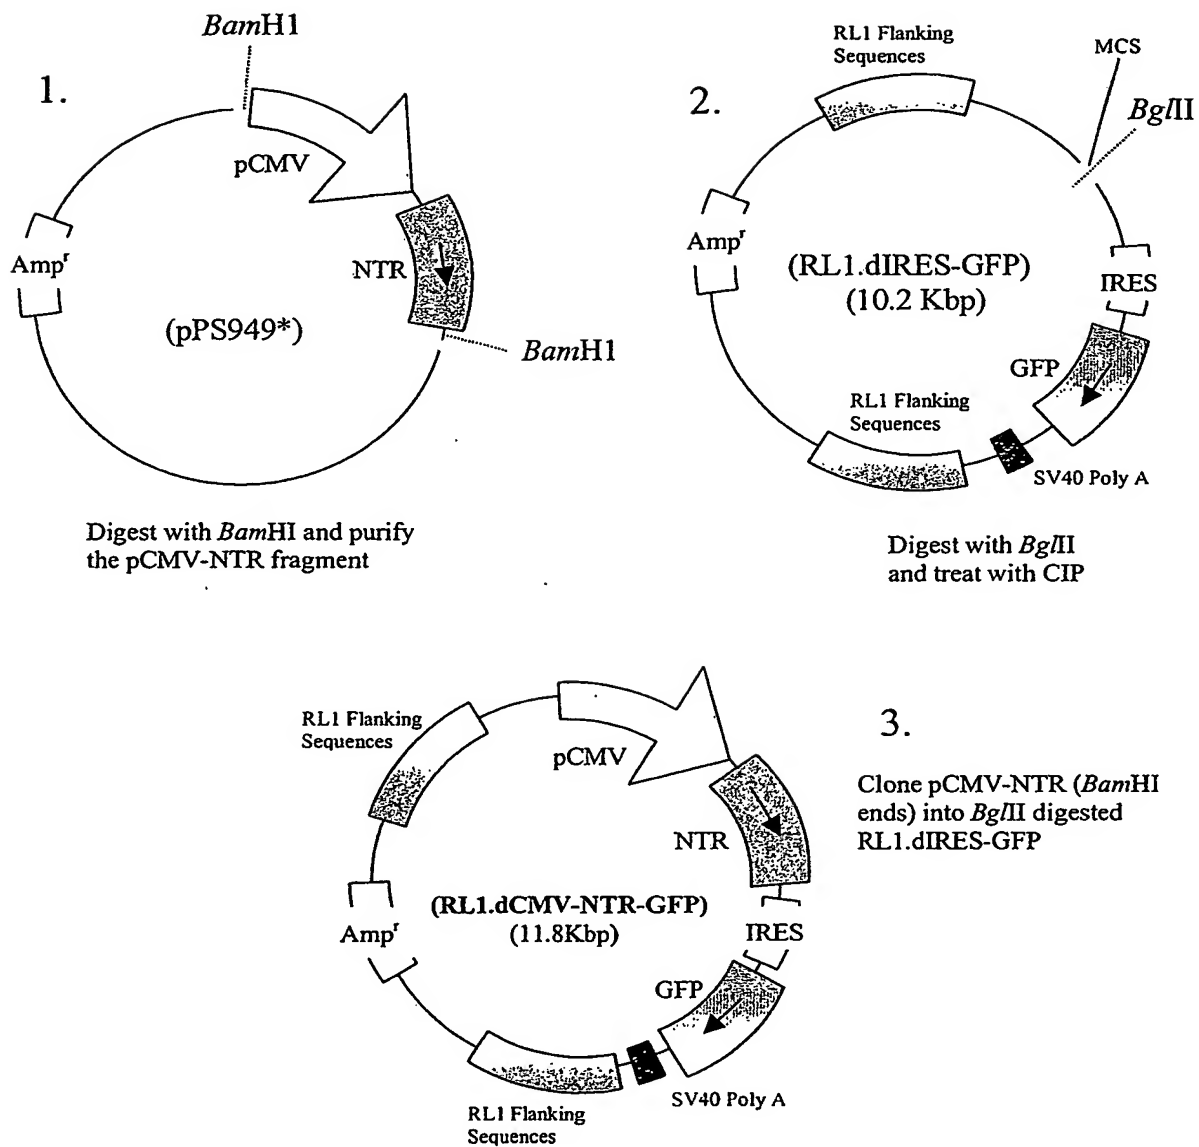 1.
BamH1
pCMV
Ampr
NTR
(pPS949*)
BamH1
Digest with BamHI and purify
the pCMV-NTR fragment
2.
RL1 Flanking
Sequences
MCS
BglII
Ampr
(RL1.dIRES-GFP)
(10.2 Kbp)
IRES
GFP
RL1 Flanking
Sequences
SV40 Poly A
Digest with BglII
and treat with CIP
3.
RL1 Flanking
Sequences
pCMV
NTR
Clone pCMV-NTR (BamHI
ends) into BglII digested
RL1.dIRES-GFP
Ampr
(RL1.dCMV-NTR-GFP)
(11.8Kbp)
IRES
GFP
SV40 Poly A
RL1 Flanking
Sequences